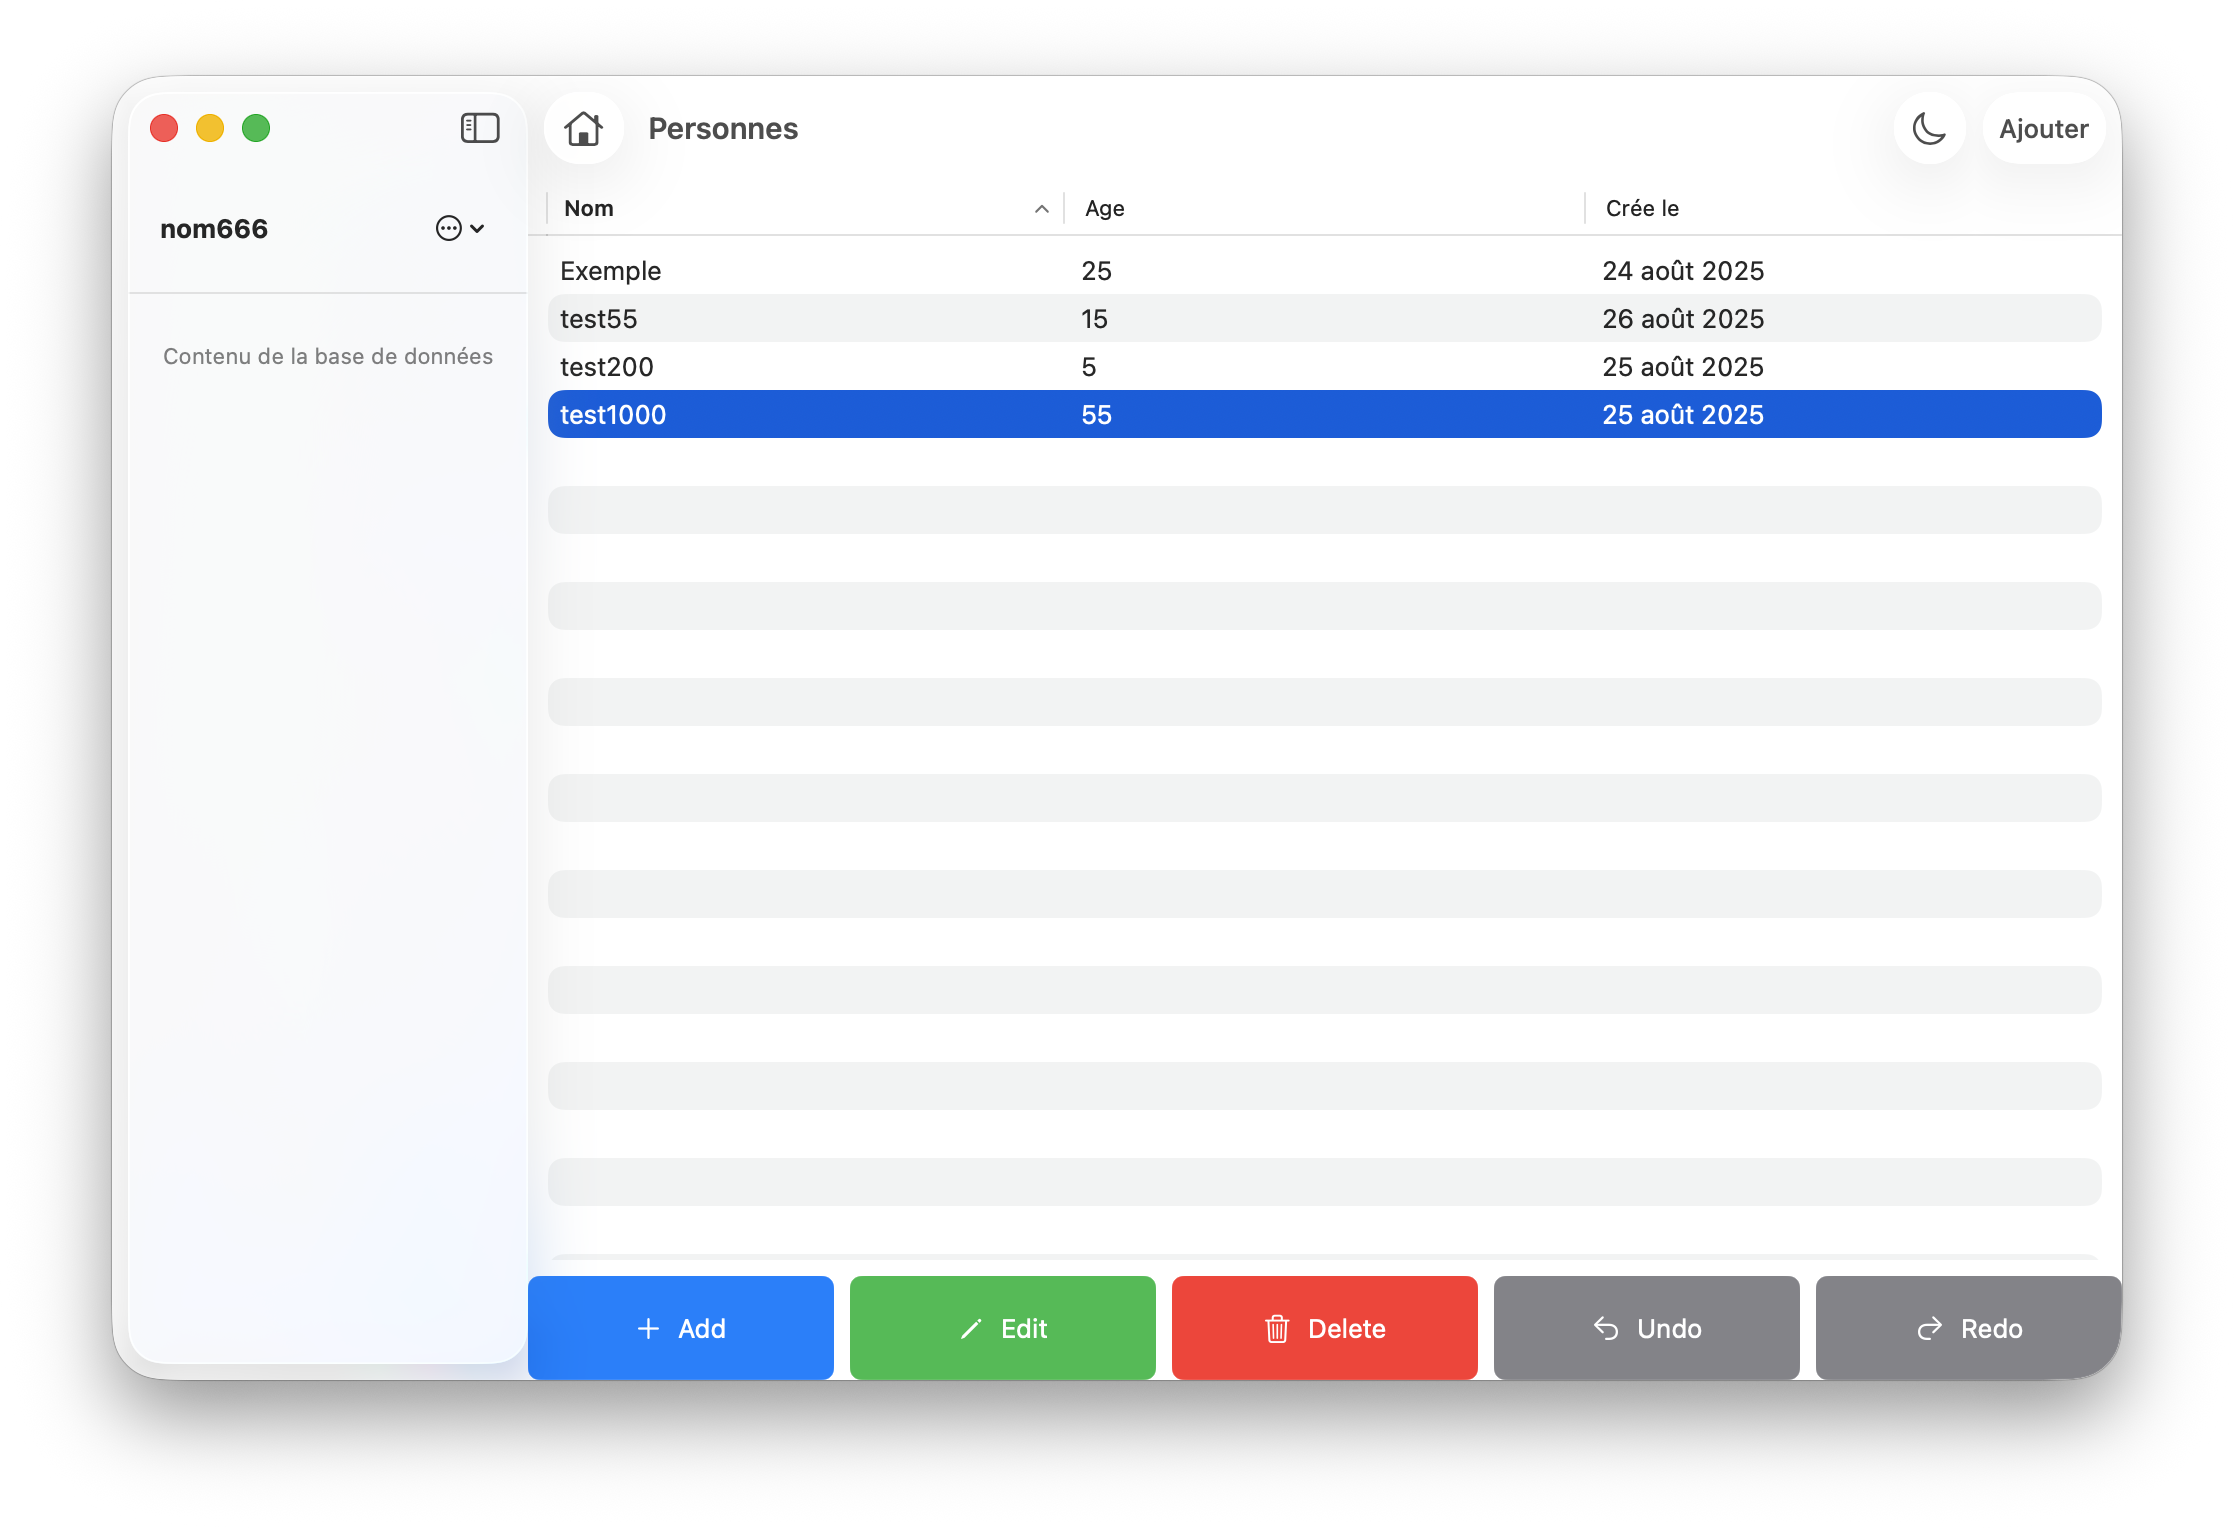 Personnes
Ajouter
nom666
Contenu de la base de données
Nom Age Crée le
Exemple 25 24 août 2025
test55 15 26 août 2025
test200 5 25 août 2025
test1000 55 25 août 2025
Add Edit Delete Undo Redo